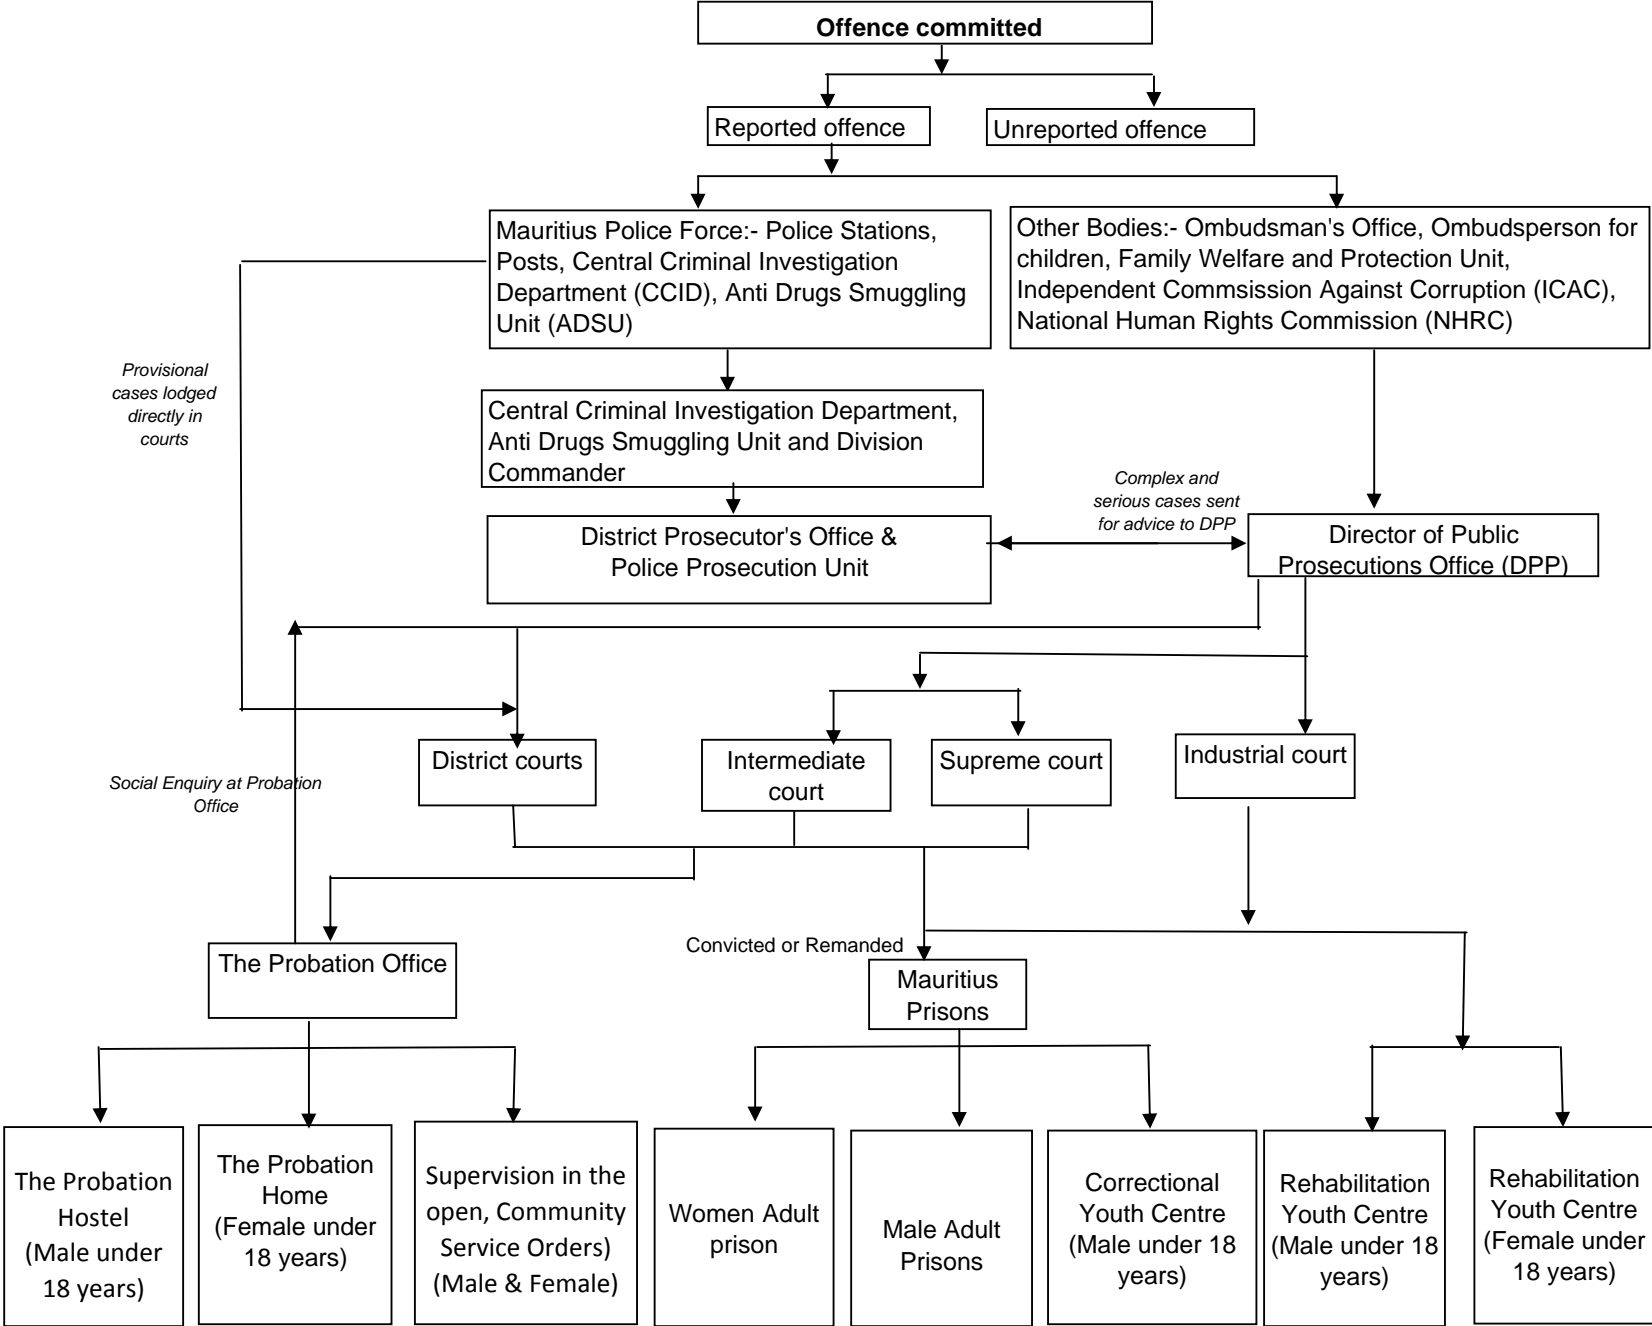 Offence committed
Reported offence
Unreported offence
Mauritius Police Force:- Police Stations,
Posts, Central Criminal Investigation
Department (CCID), Anti Drugs Smuggling
Unit (ADSU)
Other Bodies:- Ombudsman's Office, Ombudsperson for
children, Family Welfare and Protection Unit,
Independent Commsission Against Corruption (ICAC),
National Human Rights Commission (NHRC)
Provisional
cases lodged
directly in
courts
Central Criminal Investigation Department,
Anti Drugs Smuggling Unit and Division
Commander
Complex and
serious cases sent
for advice to DPP
District Prosecutor's Office &
Police Prosecution Unit
Director of Public
Prosecutions Office (DPP)
District courts
Intermediate
court
Supreme court
Industrial court
Social Enquiry at Probation
Office
The Probation Office
Convicted or Remanded
Mauritius
Prisons
The Probation
Hostel
(Male under
18 years)
The Probation
Home
(Female under
18 years)
Supervision in the
open, Community
Service Orders)
(Male & Female)
Women Adult
prison
Male Adult
Prisons
Correctional
Youth Centre
(Male under 18
years)
Rehabilitation
Youth Centre
(Male under 18
years)
Rehabilitation
Youth Centre
(Female under
18 years)